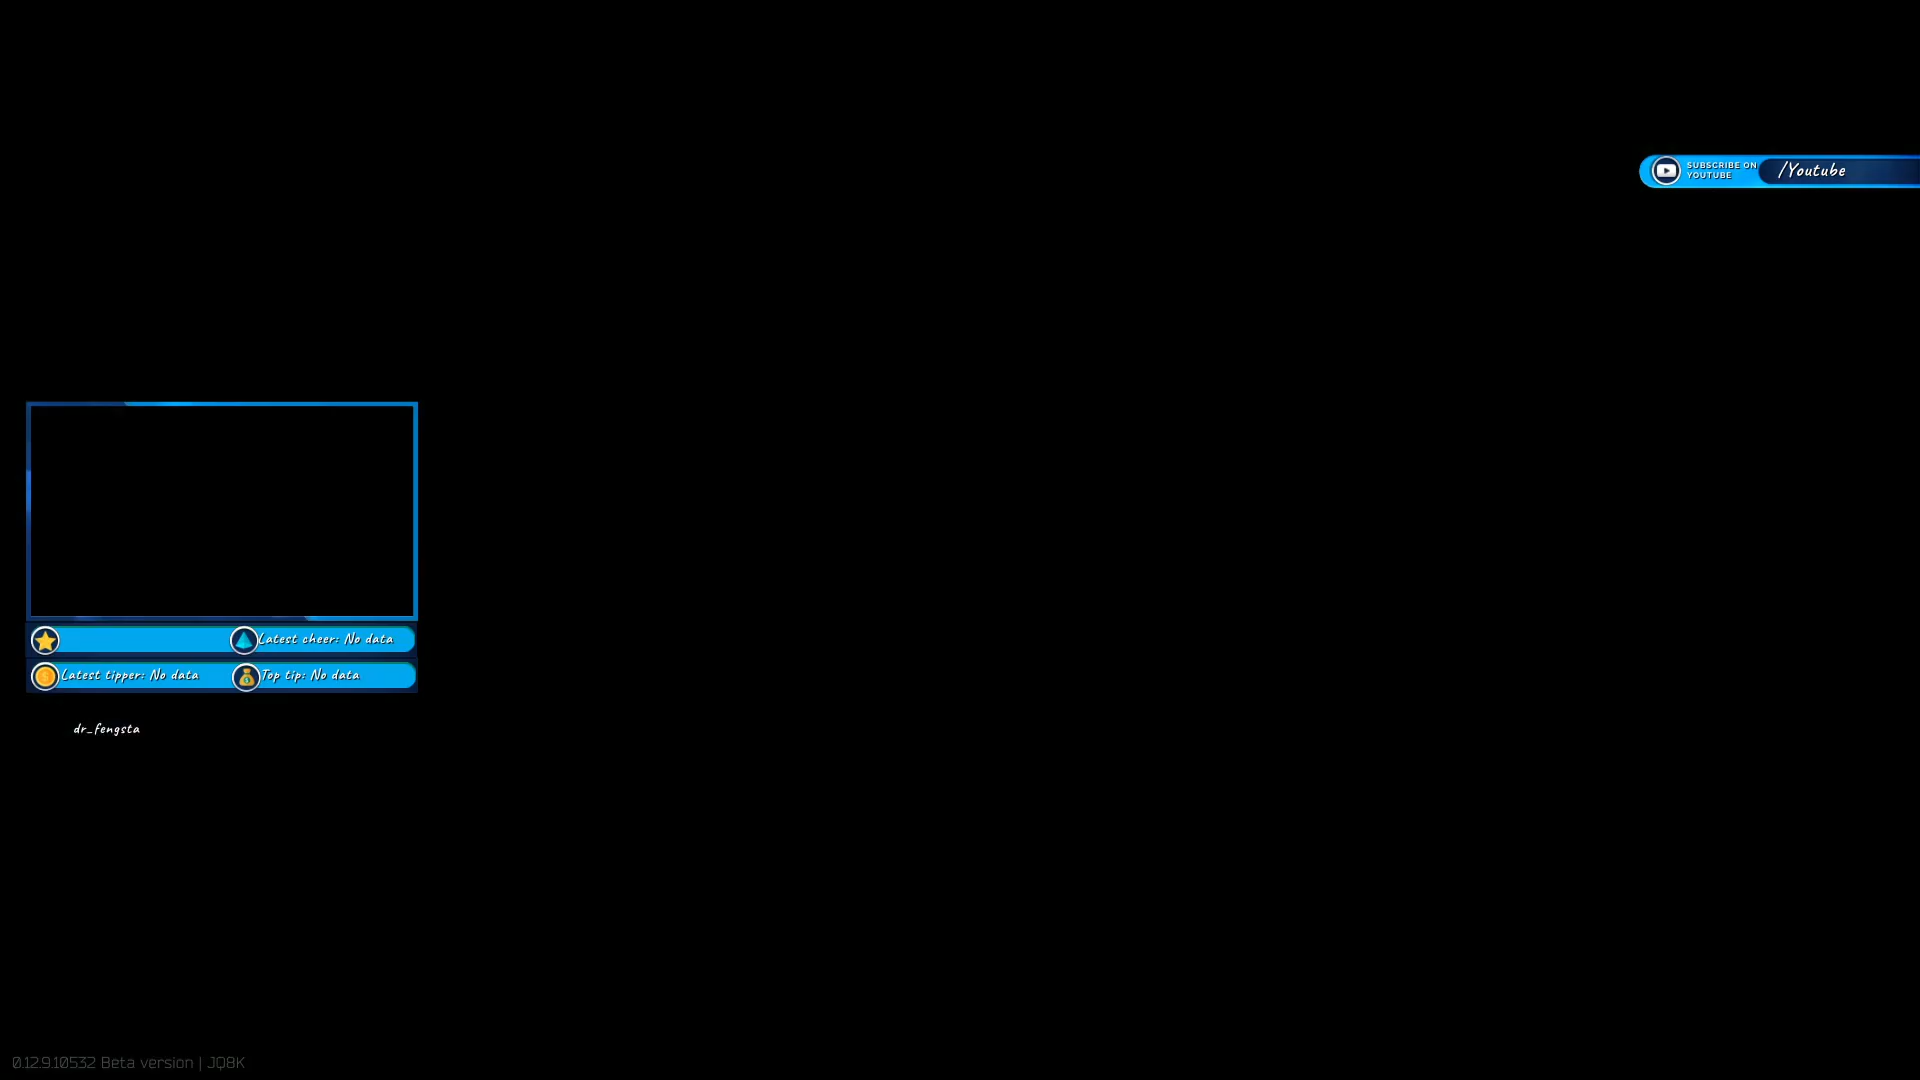 SUBSCRIBE ON
YOUTUBE
/Youtube
Latest cheer: No data
Latest tipper: No data
Top tip: No data
dr_fengsta
0.12.9.10532 Beta version | JQ8K